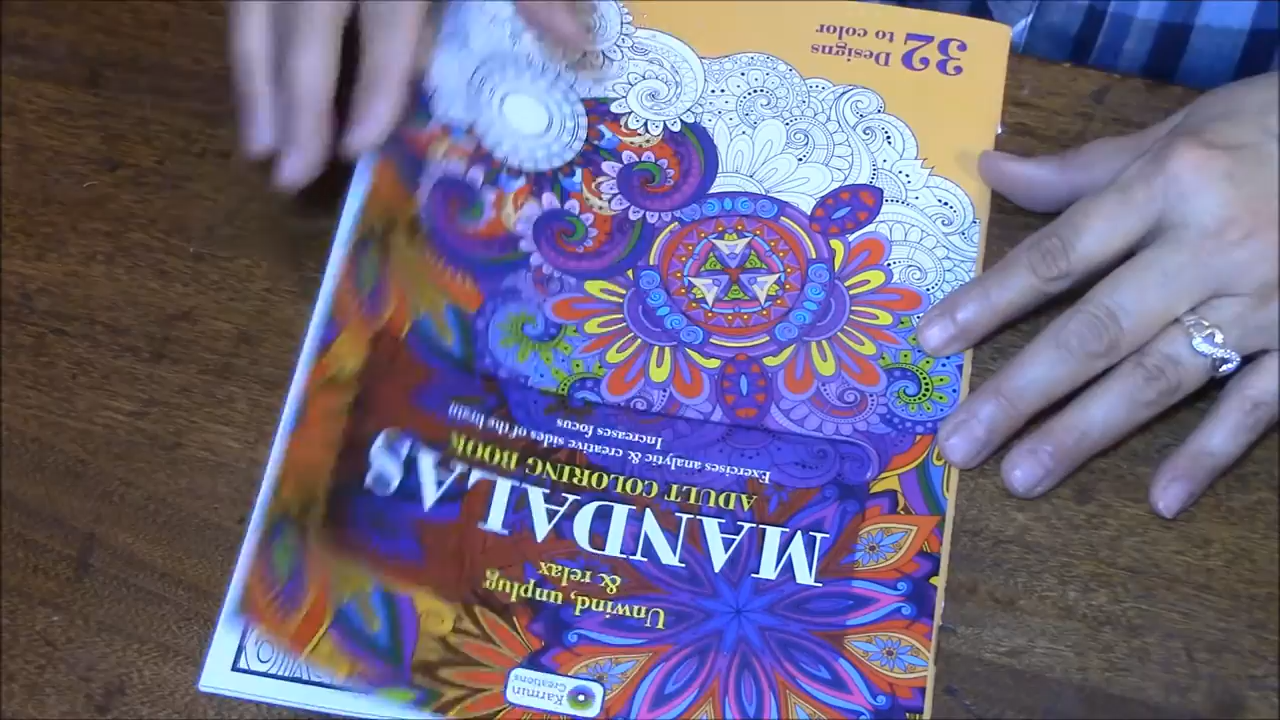 Karmin
Creations
Unwind, unplug
& relax
MANDALAS
ADULT COLORING BOOK
Exercises analytic & creative sides of the brain
Increases focus
32 Designs
to color